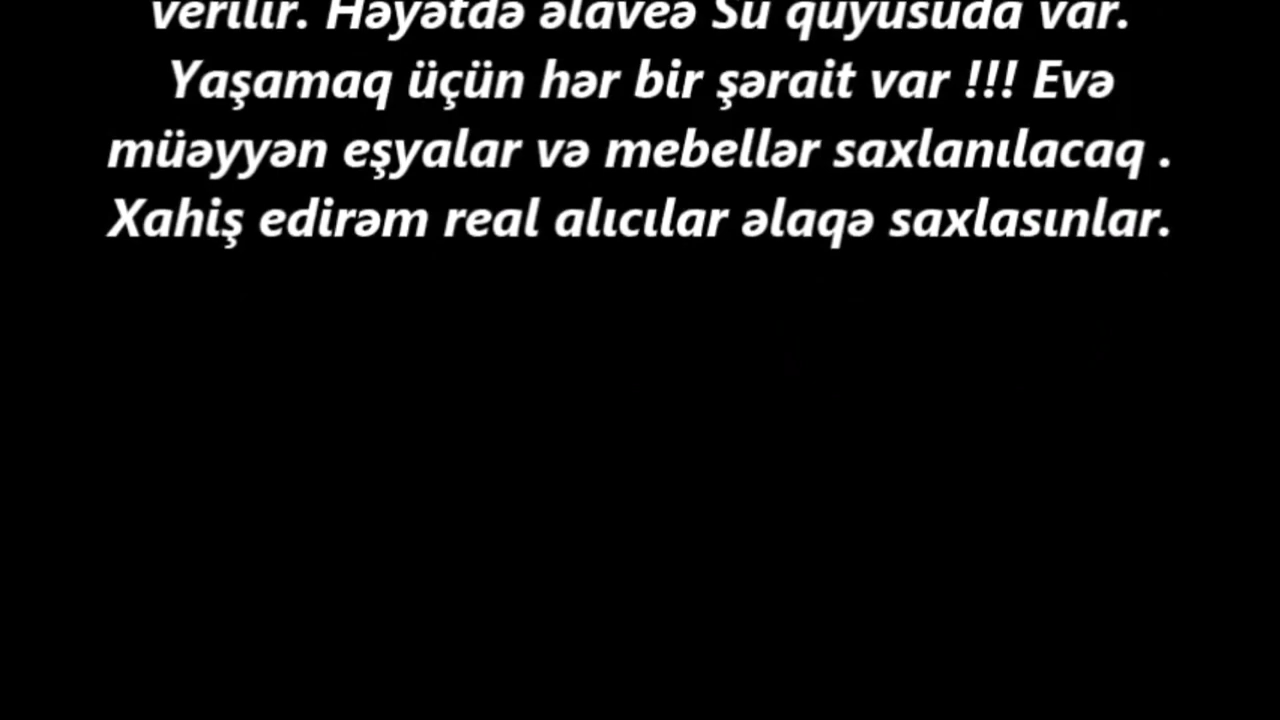 verilir. Həyətdə əlaveə Su quyusuda var.
Yaşamaq üçün hər bir şərait var !!! Evə
müəyyən eşyalar və mebellər saxlanılacaq .
Xahiş edirəm real alıcılar əlaqə saxlasınlar.